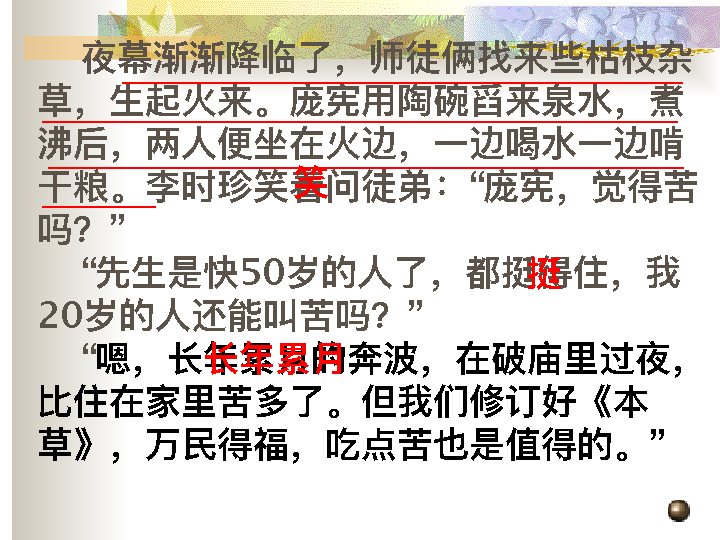 夜幕渐渐降临了，师徒俩找来些枯枝杂
草，生起火来。庞宪用陶碗舀来泉水，煮
沸后，两人便坐在火边，一边喝水一边啃
干粮。李时珍笑着问徒弟：“庞宪，觉得苦
吗？”
“先生是快50岁的人了，都挺得住，我
20岁的人还能叫苦吗？”
“嗯，长年累月的奔波，在破庙里过夜，
比住在家里苦多了。但我们修订好《本
草》，万民得福，吃点苦也是值得的。”
笑
挺
长年累月